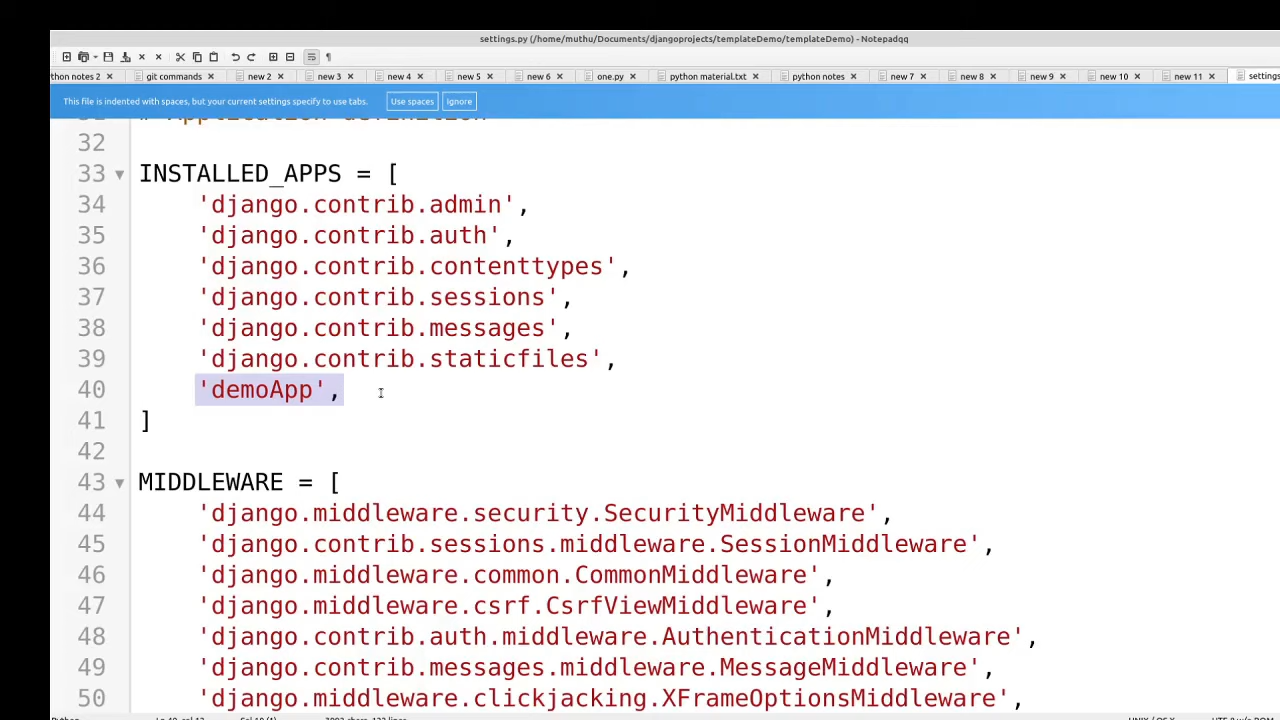 settings.py (/home/muthu/Documents/djangoprojects/templateDemo/templateDemo) - Notepadqq
thon notes 2 git commands new 2 new 3 new 4 new 5 new 6 one.py python material.txt python notes new 7 new 8 new 9 new 10 new 11 settings
This file is indented with spaces, but your current settings specify to use tabs. Use spaces Ignore
32
33 INSTALLED_APPS = [
34 'django.contrib.admin',
35 'django.contrib.auth',
36 'django.contrib.contenttypes',
37 'django.contrib.sessions',
38 'django.contrib.messages',
39 'django.contrib.staticfiles',
40 'demoApp',
41 ]
42
43 MIDDLEWARE = [
44 'django.middleware.security.SecurityMiddleware',
45 'django.contrib.sessions.middleware.SessionMiddleware',
46 'django.middleware.common.CommonMiddleware',
47 'django.middleware.csrf.CsrfViewMiddleware',
48 'django.contrib.auth.middleware.AuthenticationMiddleware',
49 'django.contrib.messages.middleware.MessageMiddleware',
50 'django.middleware.clickjacking.XFrameOptionsMiddleware',